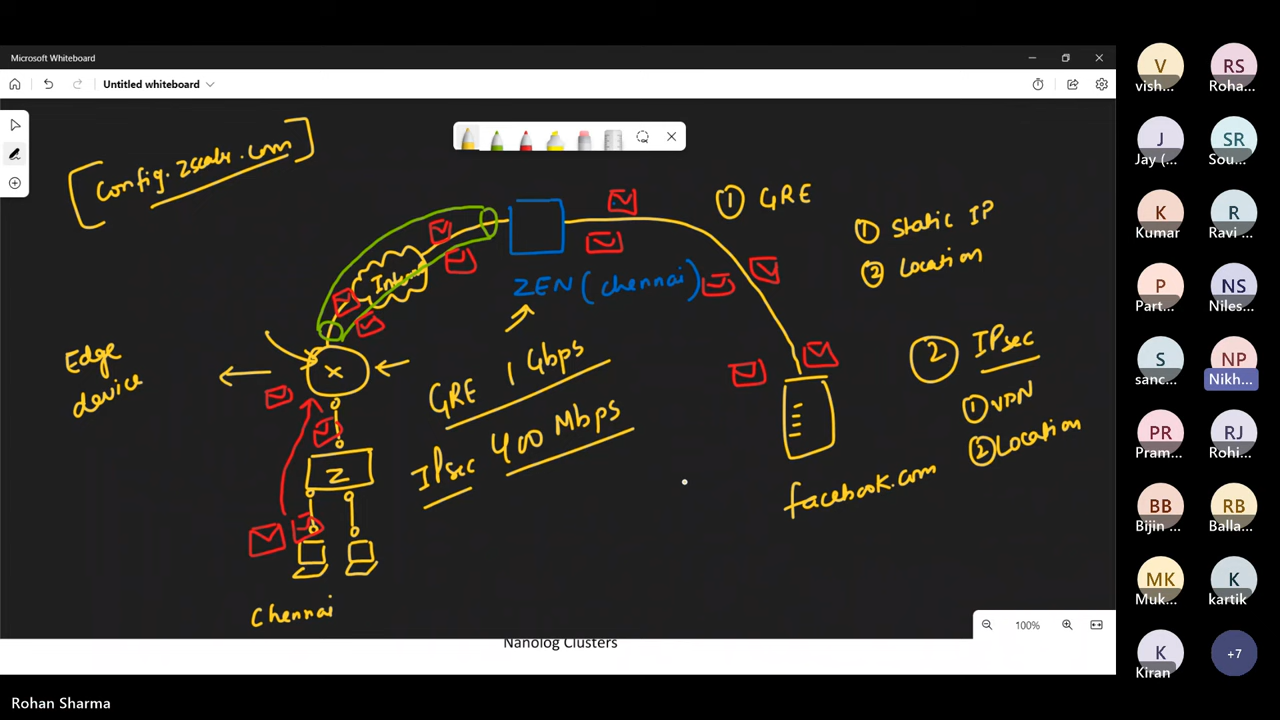 Microsoft Whiteboard
Untitled whiteboard
[Config.zscaler.com]
① GRE
① Static IP
② Location
Internet
ZEN (chennai)
Edge
device
X
GRE 1 Gbps
IPsec 400 Mbps
② IPsec
① VPN
② Location
Z
facebook.com
Chennai
100%
Nanolog Clusters
Rohan Sharma
V
vish...
RS
Roha...
J
Jay (...
SR
Sou...
K
Kumar
R
Ravi ...
P
Part...
NS
Niles...
S
sanc...
NP
Nikh...
PR
Pram...
RJ
Rohi...
BB
Bijin ...
RB
Balla...
MK
Muk...
K
kartik
K
Kiran
+7